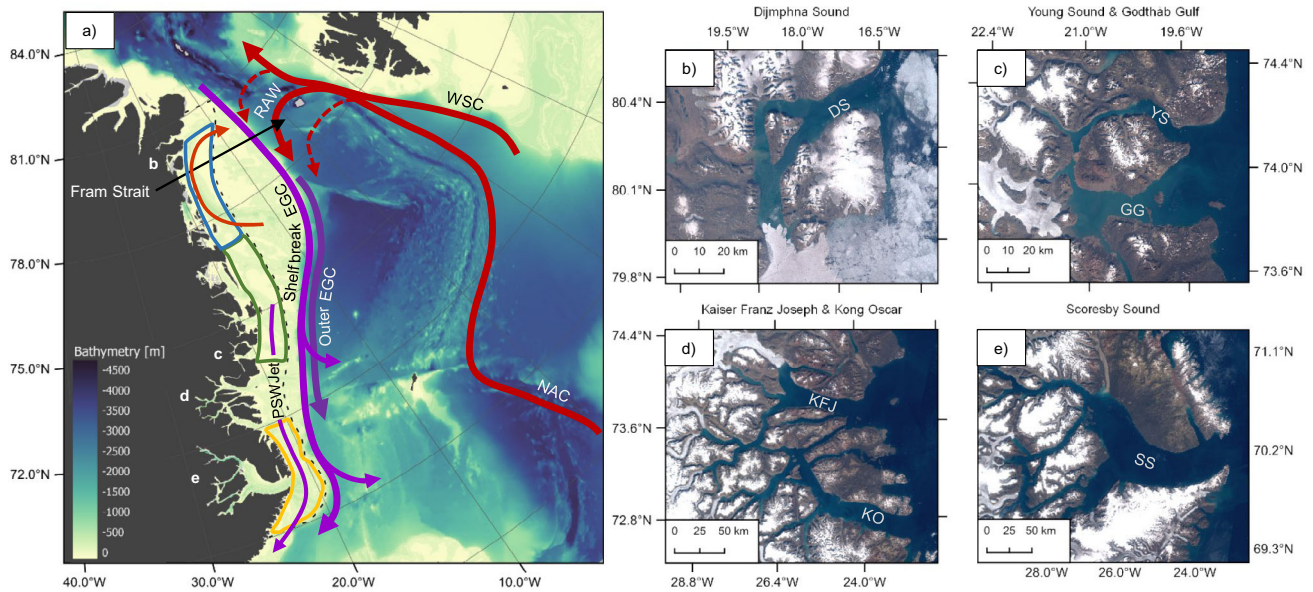 a)
84.0°N
81.0°N
78.0°N
75.0°N
72.0°N
40.0°W
30.0°W
20.0°W
10.0°W
WSC
RAW
b
Fram Strait
Shelfbreak EGC
Outer EGC
c
PSWJet
d
NAC
e
Bathymetry [m]
-4500
-4000
-3500
-3000
-2500
-2000
-1500
-1000
-500
0
Dijmphna Sound
19.5°W 18.0°W 16.5°W
b)
80.4°N
80.1°N
79.8°N
DS
0 10 20 km
Young Sound & Godthåb Gulf
22.4°W 21.0°W 19.6°W
c)
74.4°N
74.0°N
73.6°N
YS
GG
0 10 20 km
Kaiser Franz Joseph & Kong Oscar
d)
74.4°N
73.6°N
72.8°N
KFJ
KO
0 25 50 km
28.8°W 26.4°W 24.0°W
Scoresby Sound
e)
71.1°N
70.2°N
69.3°N
SS
0 25 50 km
28.0°W 26.0°W 24.0°W